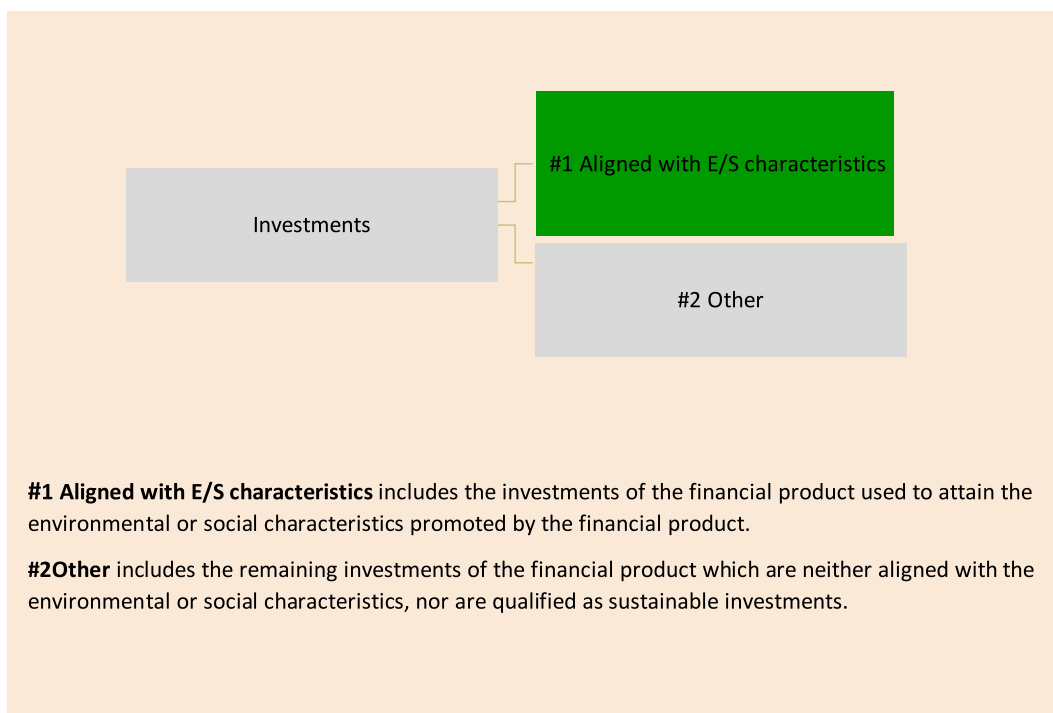 #1 Aligned with E/S characteristics
Investments
#2 Other
#1 Aligned with E/S characteristics includes the investments of the financial product used to attain the
environmental or social characteristics promoted by the financial product.
#2Other includes the remaining investments of the financial product which are neither aligned with the
environmental or social characteristics, nor are qualified as sustainable investments.